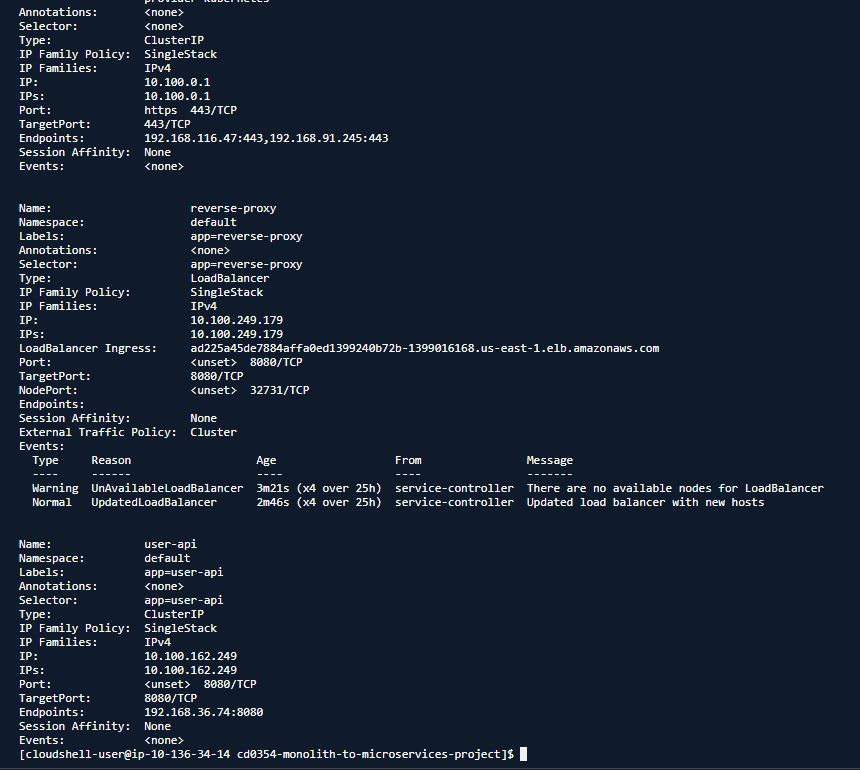 provider=kubernetes
Annotations:       <none>
Selector:          <none>
Type:              ClusterIP
IP Family Policy:  SingleStack
IP Families:       IPv4
IP:                10.100.0.1
IPs:               10.100.0.1
Port:              https  443/TCP
TargetPort:        443/TCP
Endpoints:         192.168.116.47:443,192.168.91.245:443
Session Affinity:  None
Events:            <none>
Name:                     reverse-proxy
Namespace:                default
Labels:                   app=reverse-proxy
Annotations:              <none>
Selector:                 app=reverse-proxy
Type:                     LoadBalancer
IP Family Policy:         SingleStack
IP Families:              IPv4
IP:                       10.100.249.179
IPs:                      10.100.249.179
LoadBalancer Ingress:     ad225a45de7884affa0ed1399240b72b-1399016168.us-east-1.elb.amazonaws.com
Port:                     <unset>  8080/TCP
TargetPort:               8080/TCP
NodePort:                 <unset>  32731/TCP
Endpoints:
Session Affinity:         None
External Traffic Policy:  Cluster
Events:
  Type     Reason                   Age                  From                Message
  ----     ------                   ----                 ----                -------
  Warning  UnAvailableLoadBalancer  3m21s (x4 over 25h)  service-controller  There are no available nodes for LoadBalancer
  Normal   UpdatedLoadBalancer      2m46s (x4 over 25h)  service-controller  Updated load balancer with new hosts
Name:              user-api
Namespace:         default
Labels:            app=user-api
Annotations:       <none>
Selector:          app=user-api
Type:              ClusterIP
IP Family Policy:  SingleStack
IP Families:       IPv4
IP:                10.100.162.249
IPs:               10.100.162.249
Port:              <unset>  8080/TCP
TargetPort:        8080/TCP
Endpoints:         192.168.36.74:8080
Session Affinity:  None
Events:            <none>
[cloudshell-user@ip-10-136-34-14 cd0354-monolith-to-microservices-project]$